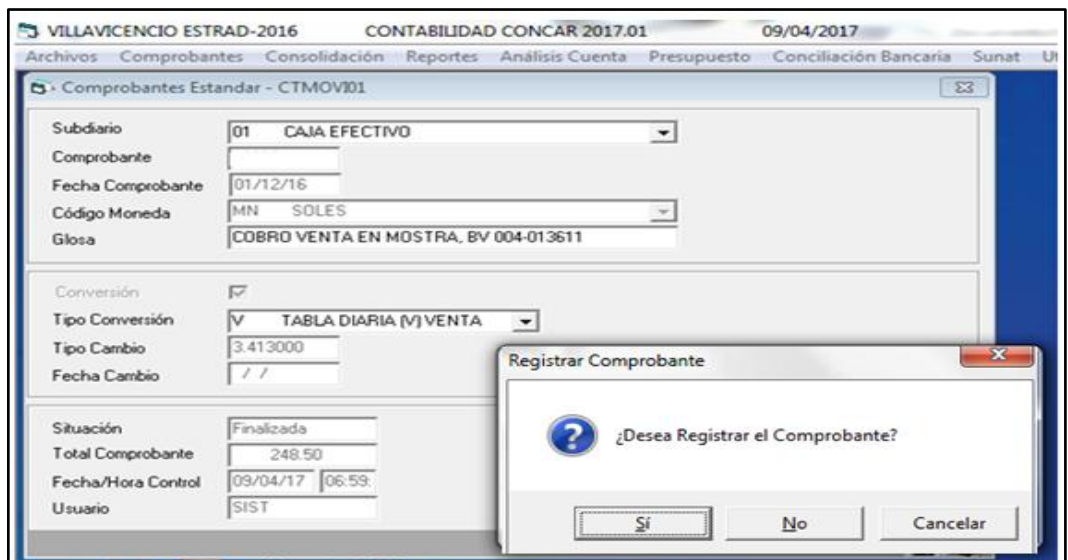 VILLAVICENCIO ESTRAD-2016 CONTABILIDAD CONCAR 2017.01 09/04/2017
Archivos Comprobantes Consolidación Reportes Análisis Cuenta Presupuesto Conciliación Bancaria Sunat
Comprobantes Estandar - CTMOVI01
Subdiario 01 CAJA EFECTIVO
Comprobante
Fecha Comprobante 01/12/16
Código Moneda MN SOLES
Glosa COBRO VENTA EN MOSTRA, BV 004-013611
Conversión
Tipo Conversión V TABLA DIARIA (V) VENTA
Tipo Cambio 3.413000
Fecha Cambio / /
Registrar Comprobante
¿Desea Registrar el Comprobante?
Sí No Cancelar
Situación Finalizada
Total Comprobante 248.50
Fecha/Hora Control 09/04/17 06:59:
Usuario SIST